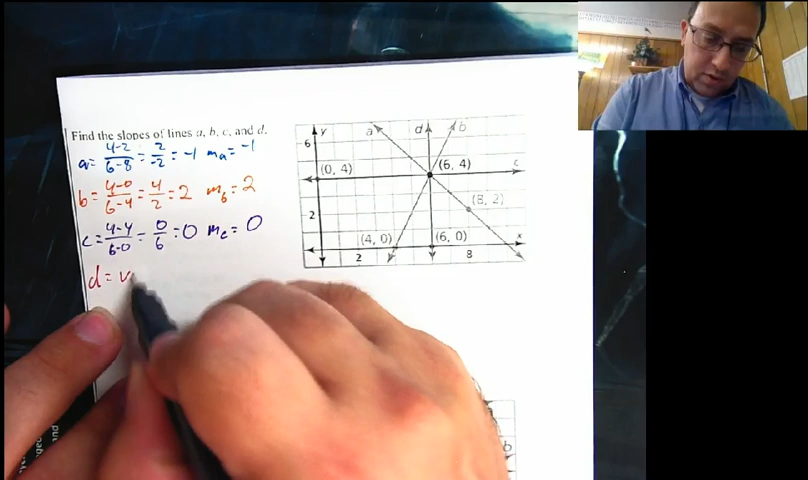 Find the slopes of lines a, b, c, and d.
a = 4-2/6-8 = 2/-2 = -1 mₐ = -1
b = 4-0/6-4 = 4/2 = 2 m_b = 2
c = 4-4/6-0 = 0/6 = 0 m_c = 0
d = v
y a d b
6
(0, 4) (6, 4) c
(8, 2)
2
(4, 0) (6, 0) x
2 8
b